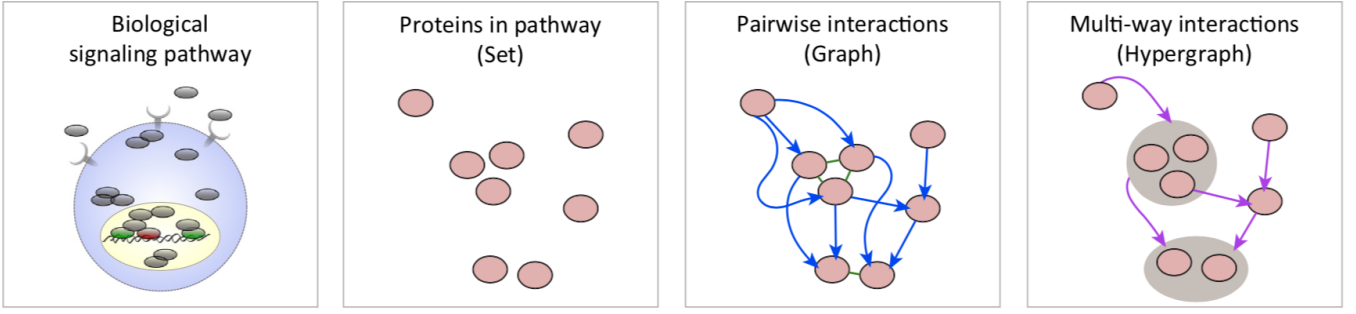 Biological
signaling pathway
Proteins in pathway
(Set)
Pairwise interactions
(Graph)
Multi-way interactions
(Hypergraph)